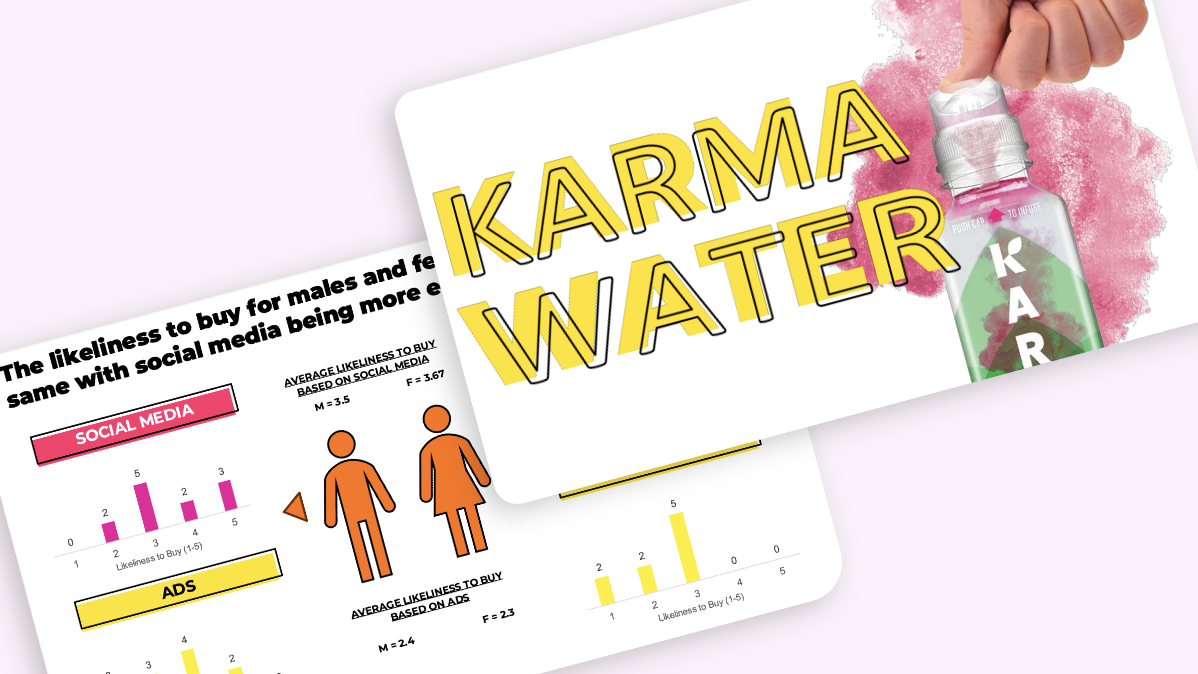 KARMA
WATER
PUSH CAP TO INFUSE
K
A
R
The likeliness to buy for males and
same with social media being more
SOCIAL MEDIA
0 2 5 2 3
1 2 3 4 5
Likeliness to Buy (1-5)
AVERAGE LIKELINESS TO BUY
BASED ON SOCIAL MEDIA
M = 3.5 F = 3.67
ADS
3 4 2
AVERAGE LIKELINESS TO BUY
BASED ON ADS
M = 2.4 F = 2.3
2 2 5 0 0
1 2 3 4 5
Likeliness to Buy (1-5)